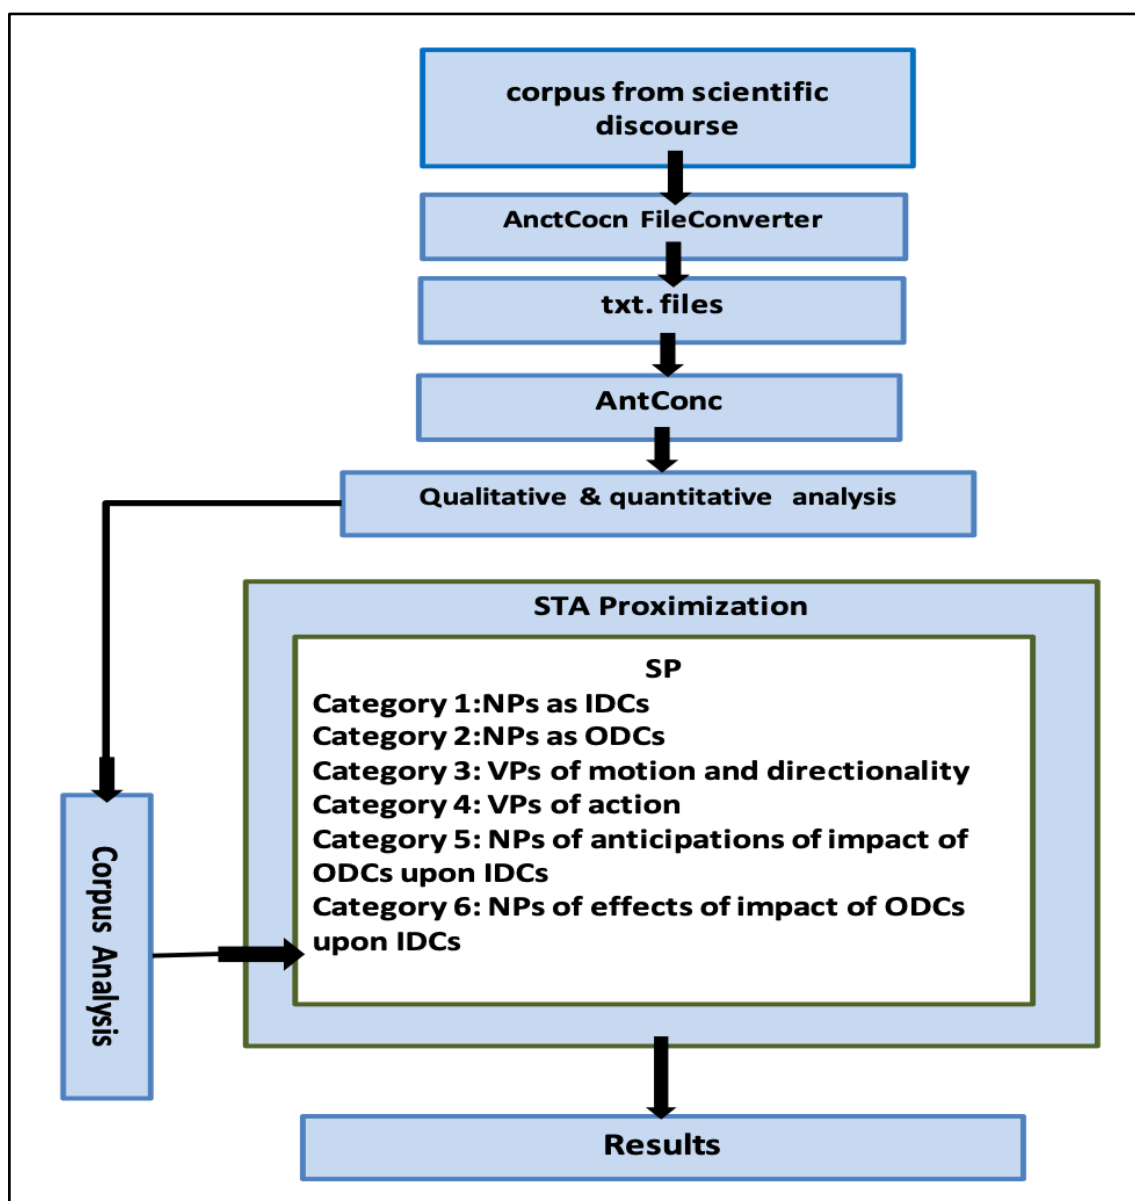 corpus from scientific
discourse
AnctCocn FileConverter
txt. files
AntConc
Qualitative & quantitative analysis
STA Proximization
SP
Category 1:NPs as IDCs
Category 2:NPs as ODCs
Category 3: VPs of motion and directionality
Category 4: VPs of action
Category 5: NPs of anticipations of impact of
ODCs upon IDCs
Category 6: NPs of effects of impact of ODCs
upon IDCs
Corpus Analysis
Results